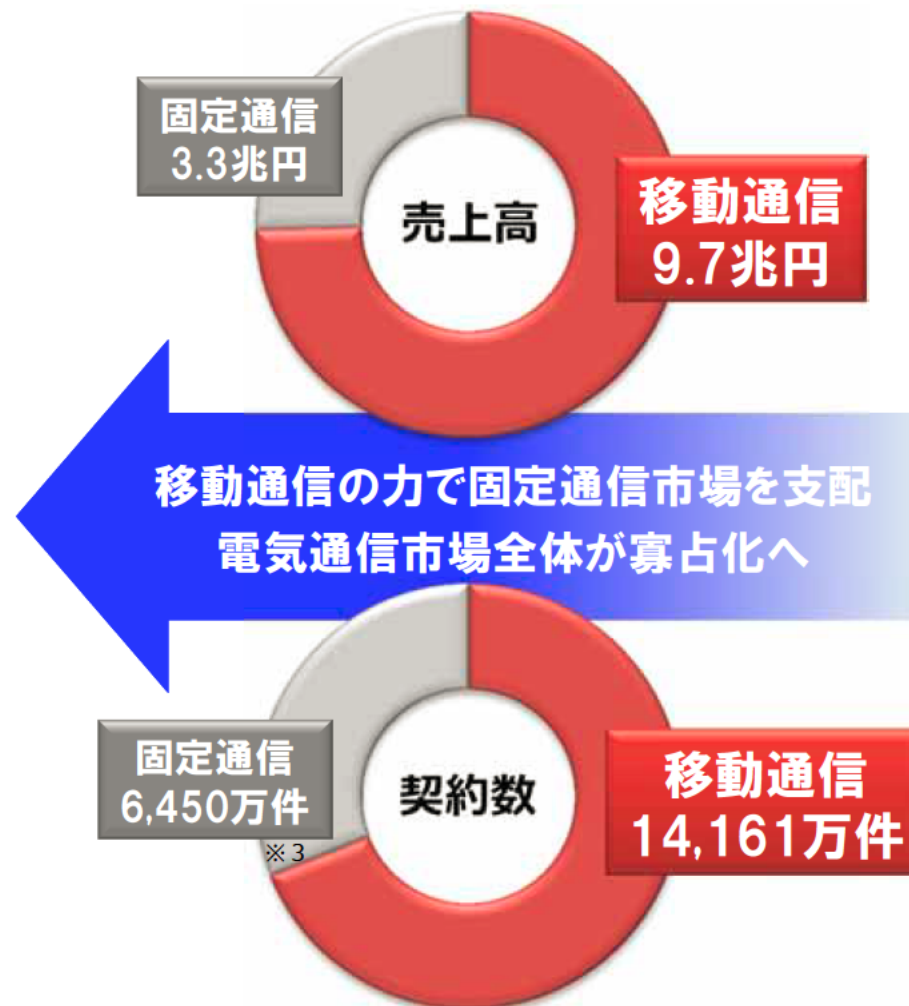 固定通信
3.3兆円
売上高
移動通信
9.7兆円
移動通信の力で固定通信市場を支配
電気通信市場全体が寡占化へ
固定通信
6,450万件
※3
契約数
移動通信
14,161万件